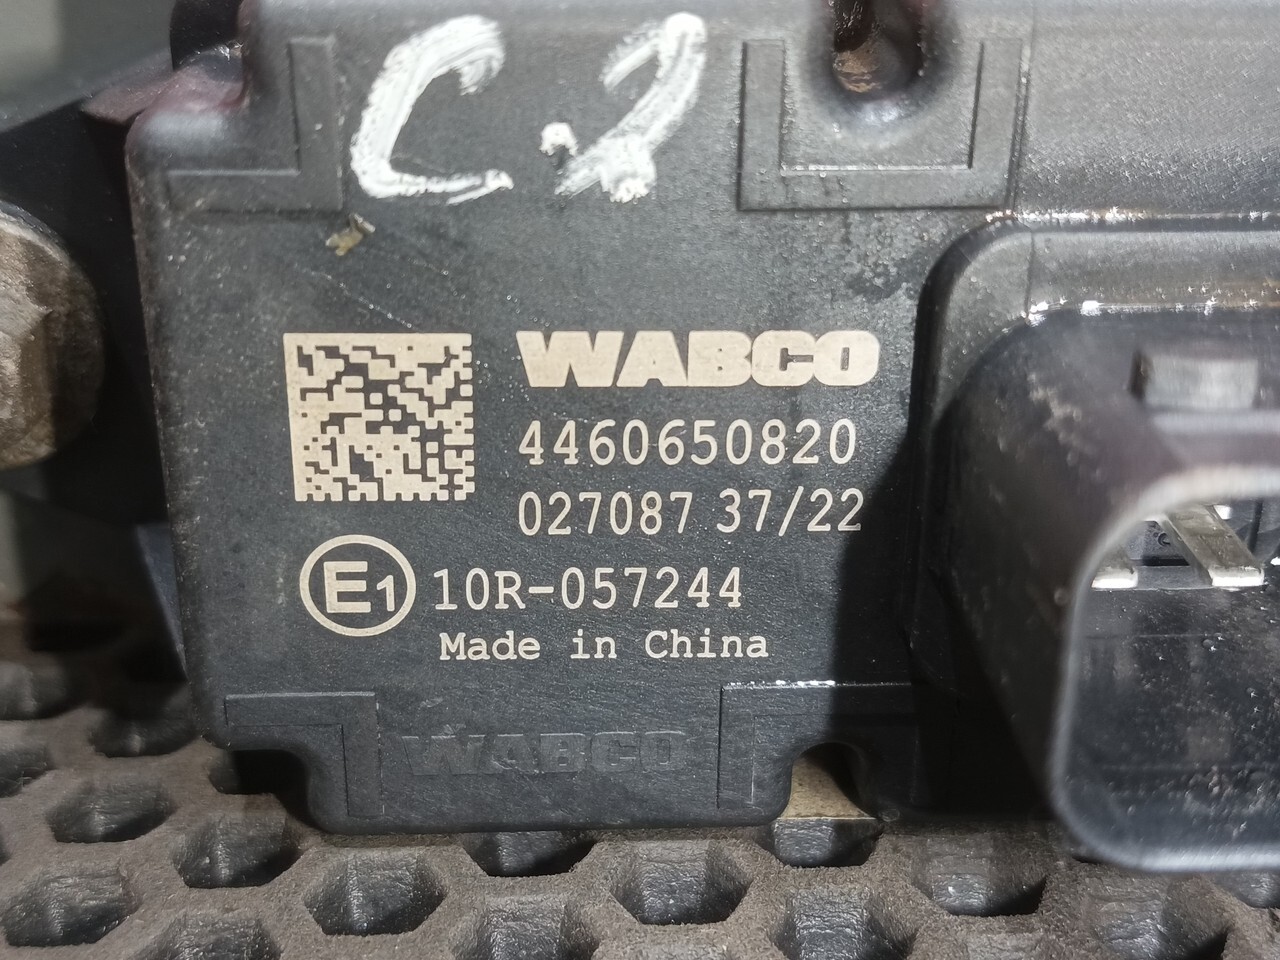 C.2
WABCO
4460650820
027087 37/22
E1 10R-057244
Made in China
WABCO